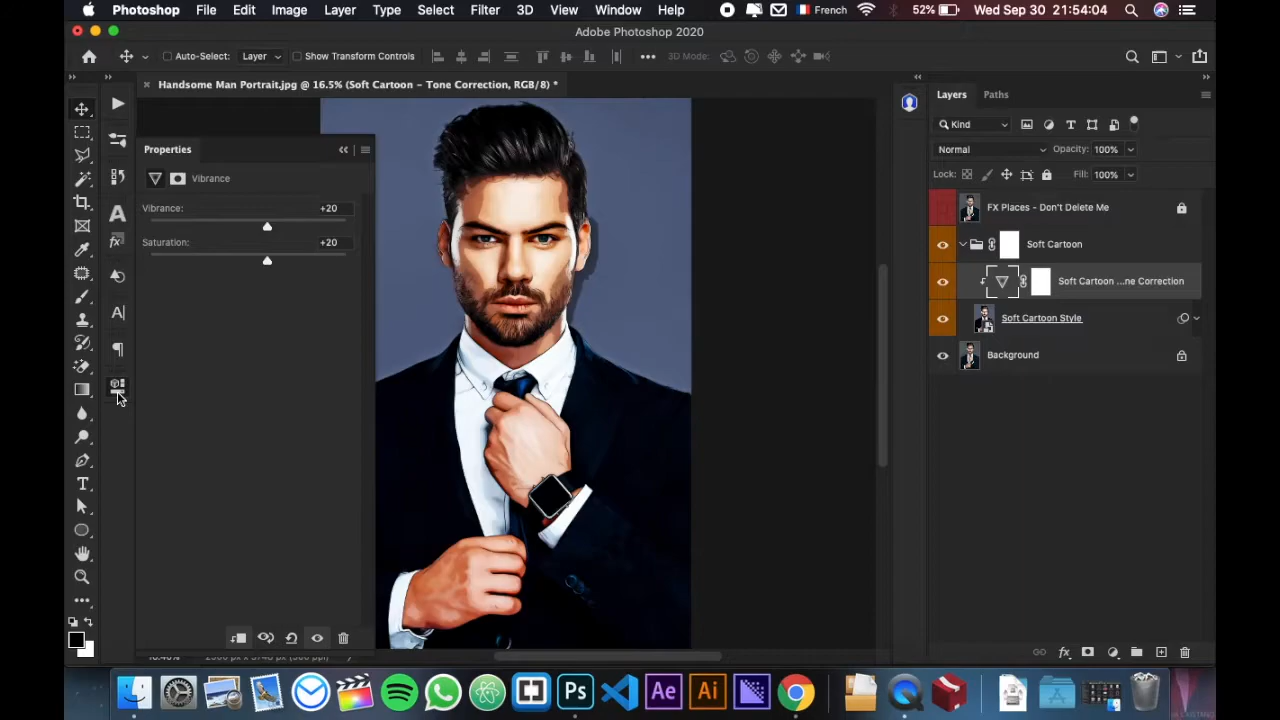 Photoshop File Edit Image Layer Type Select Filter 3D View Window Help French 52% Wed Sep 30 21:54:04
Adobe Photoshop 2020
Auto-Select: Layer Show Transform Controls 3D Mode:
Handsome Man Portrait.jpg @ 16.5% (Soft Cartoon - Tone Correction, RGB/8) *
Layers Paths
Kind
Properties
Normal Opacity: 100%
Lock: Fill: 100%
Vibrance
Vibrance: +20
FX Places - Don't Delete Me
Saturation: +20
Soft Cartoon
Soft Cartoon ...ne Correction
Soft Cartoon Style
Background
Ps
Ae
Ai